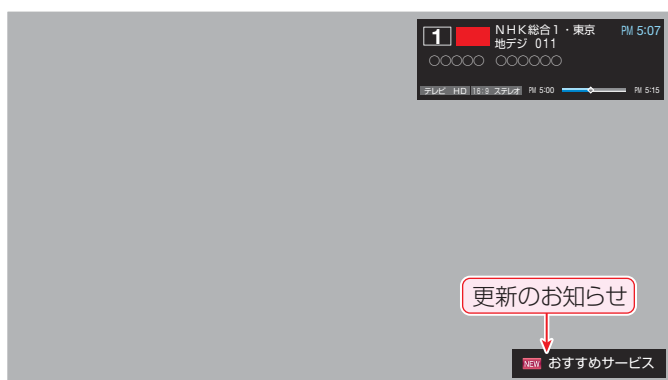 1 NHK総合1・東京 PM 5:07
地デジ 011
○○○○○ ○○○○○○
テレビ HD 16:9 ステレオ PM 5:00 PM 5:15
更新のお知らせ
NEW おすすめサービス